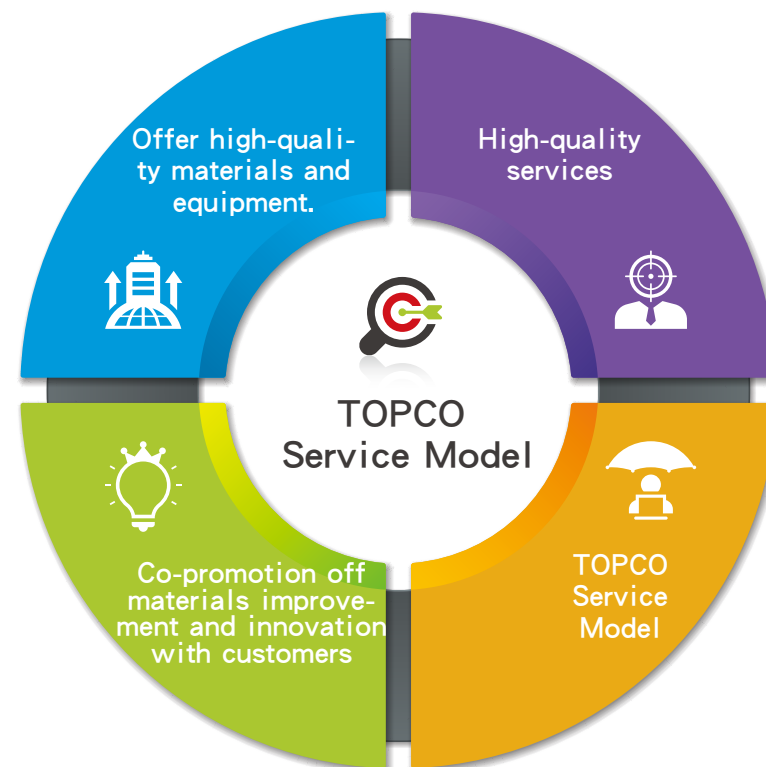 Offer high-quali-
ty materials and
equipment.
High-quality
services
TOPCO
Service Model
Co-promotion off
materials improve-
ment and innovation
with customers
TOPCO
Service
Model